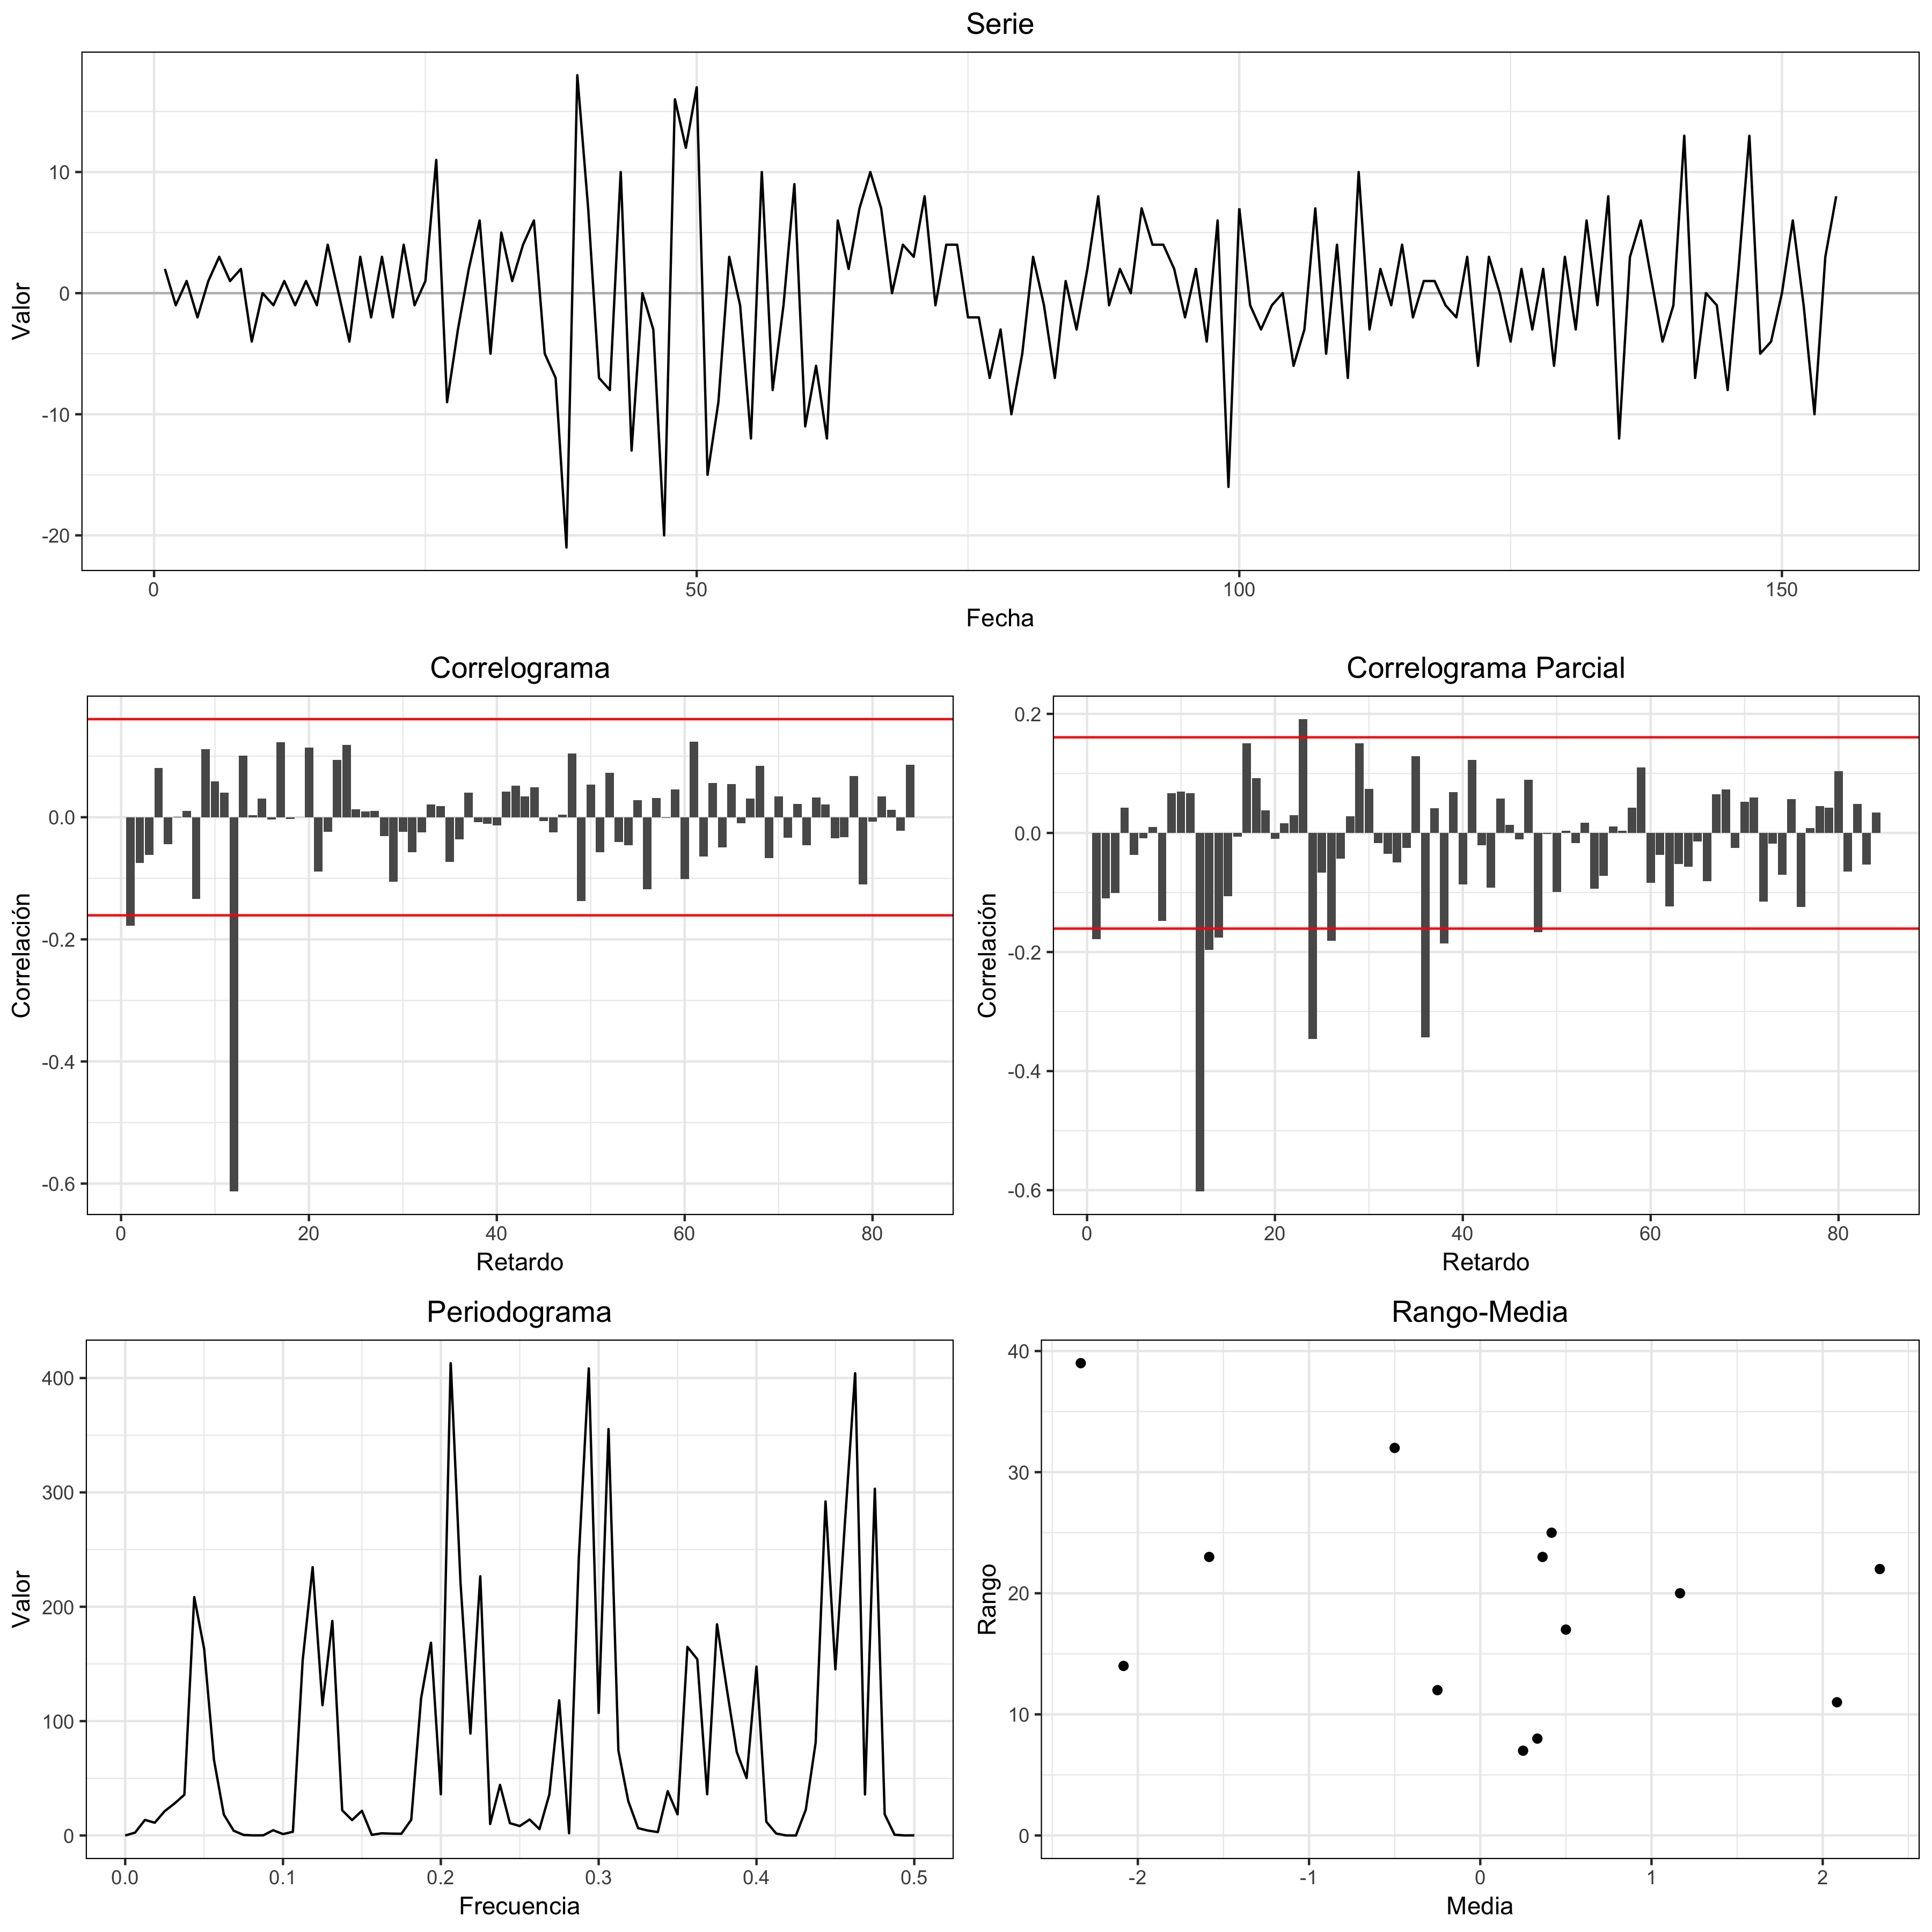 Serie
Valor
10
0
-10
-20
0 50 100 150
Fecha
Correlograma
Correlación
0.0
-0.2
-0.4
-0.6
0 20 40 60 80
Retardo
Correlograma Parcial
Correlación
0.2
0.0
-0.2
-0.4
-0.6
0 20 40 60 80
Retardo
Periodograma
Valor
400
300
200
100
0
0.0 0.1 0.2 0.3 0.4 0.5
Frecuencia
Rango-Media
Rango
40
30
20
10
0
-2 -1 0 1 2
Media